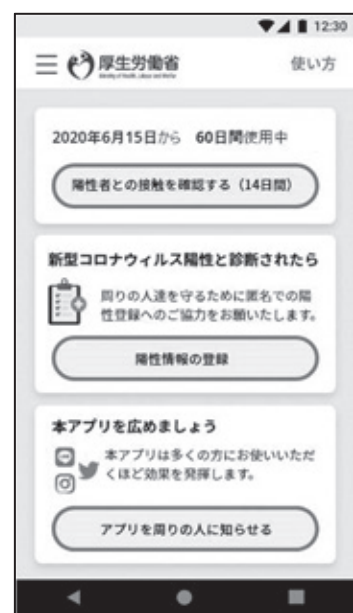 12:30
厚生労働省
使い方
2020年6月15日から 60日間使用中
陽性者との接触を確認する（14日間）
新型コロナウィルス陽性と診断されたら
周りの人達を守るために匿名での陽
性登録へのご協力をお願いいたします。
陽性情報の登録
本アプリを広めましょう
本アプリは多くの方にお使いいただ
くほど効果を発揮します。
アプリを周りの人に知らせる